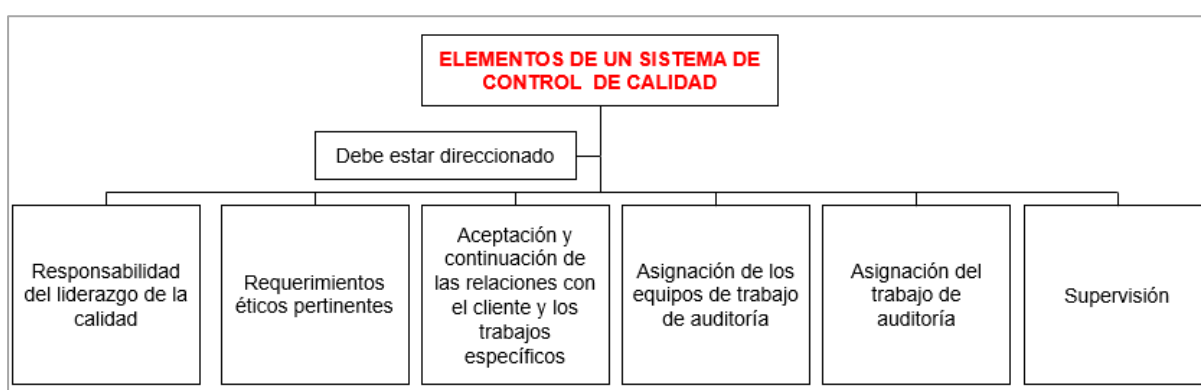 ELEMENTOS DE UN SISTEMA DE
CONTROL DE CALIDAD
Debe estar direccionado
Responsabilidad
del liderazgo de la
calidad
Requerimientos
éticos pertinentes
Aceptación y
continuación de
las relaciones con
el cliente y los
trabajos
específicos
Asignación de los
equipos de trabajo
de auditoría
Asignación del
trabajo de
auditoría
Supervisión